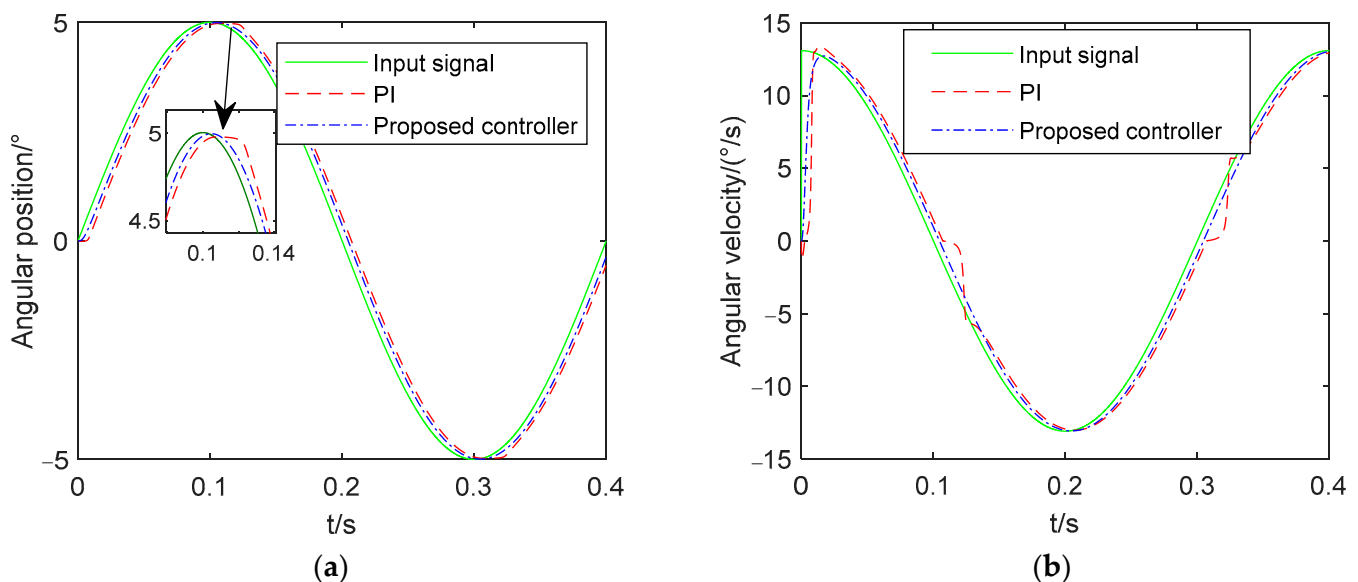 5
0
−5
Angular position/°
0
0.1
0.2
0.3
0.4
t/s
Input signal
PI
Proposed controller
5
4.5
0.1
0.14
(a)
15
10
5
0
−5
−10
−15
Angular velocity/(°/s)
0
0.1
0.2
0.3
0.4
t/s
Input signal
PI
Proposed controller
(b)